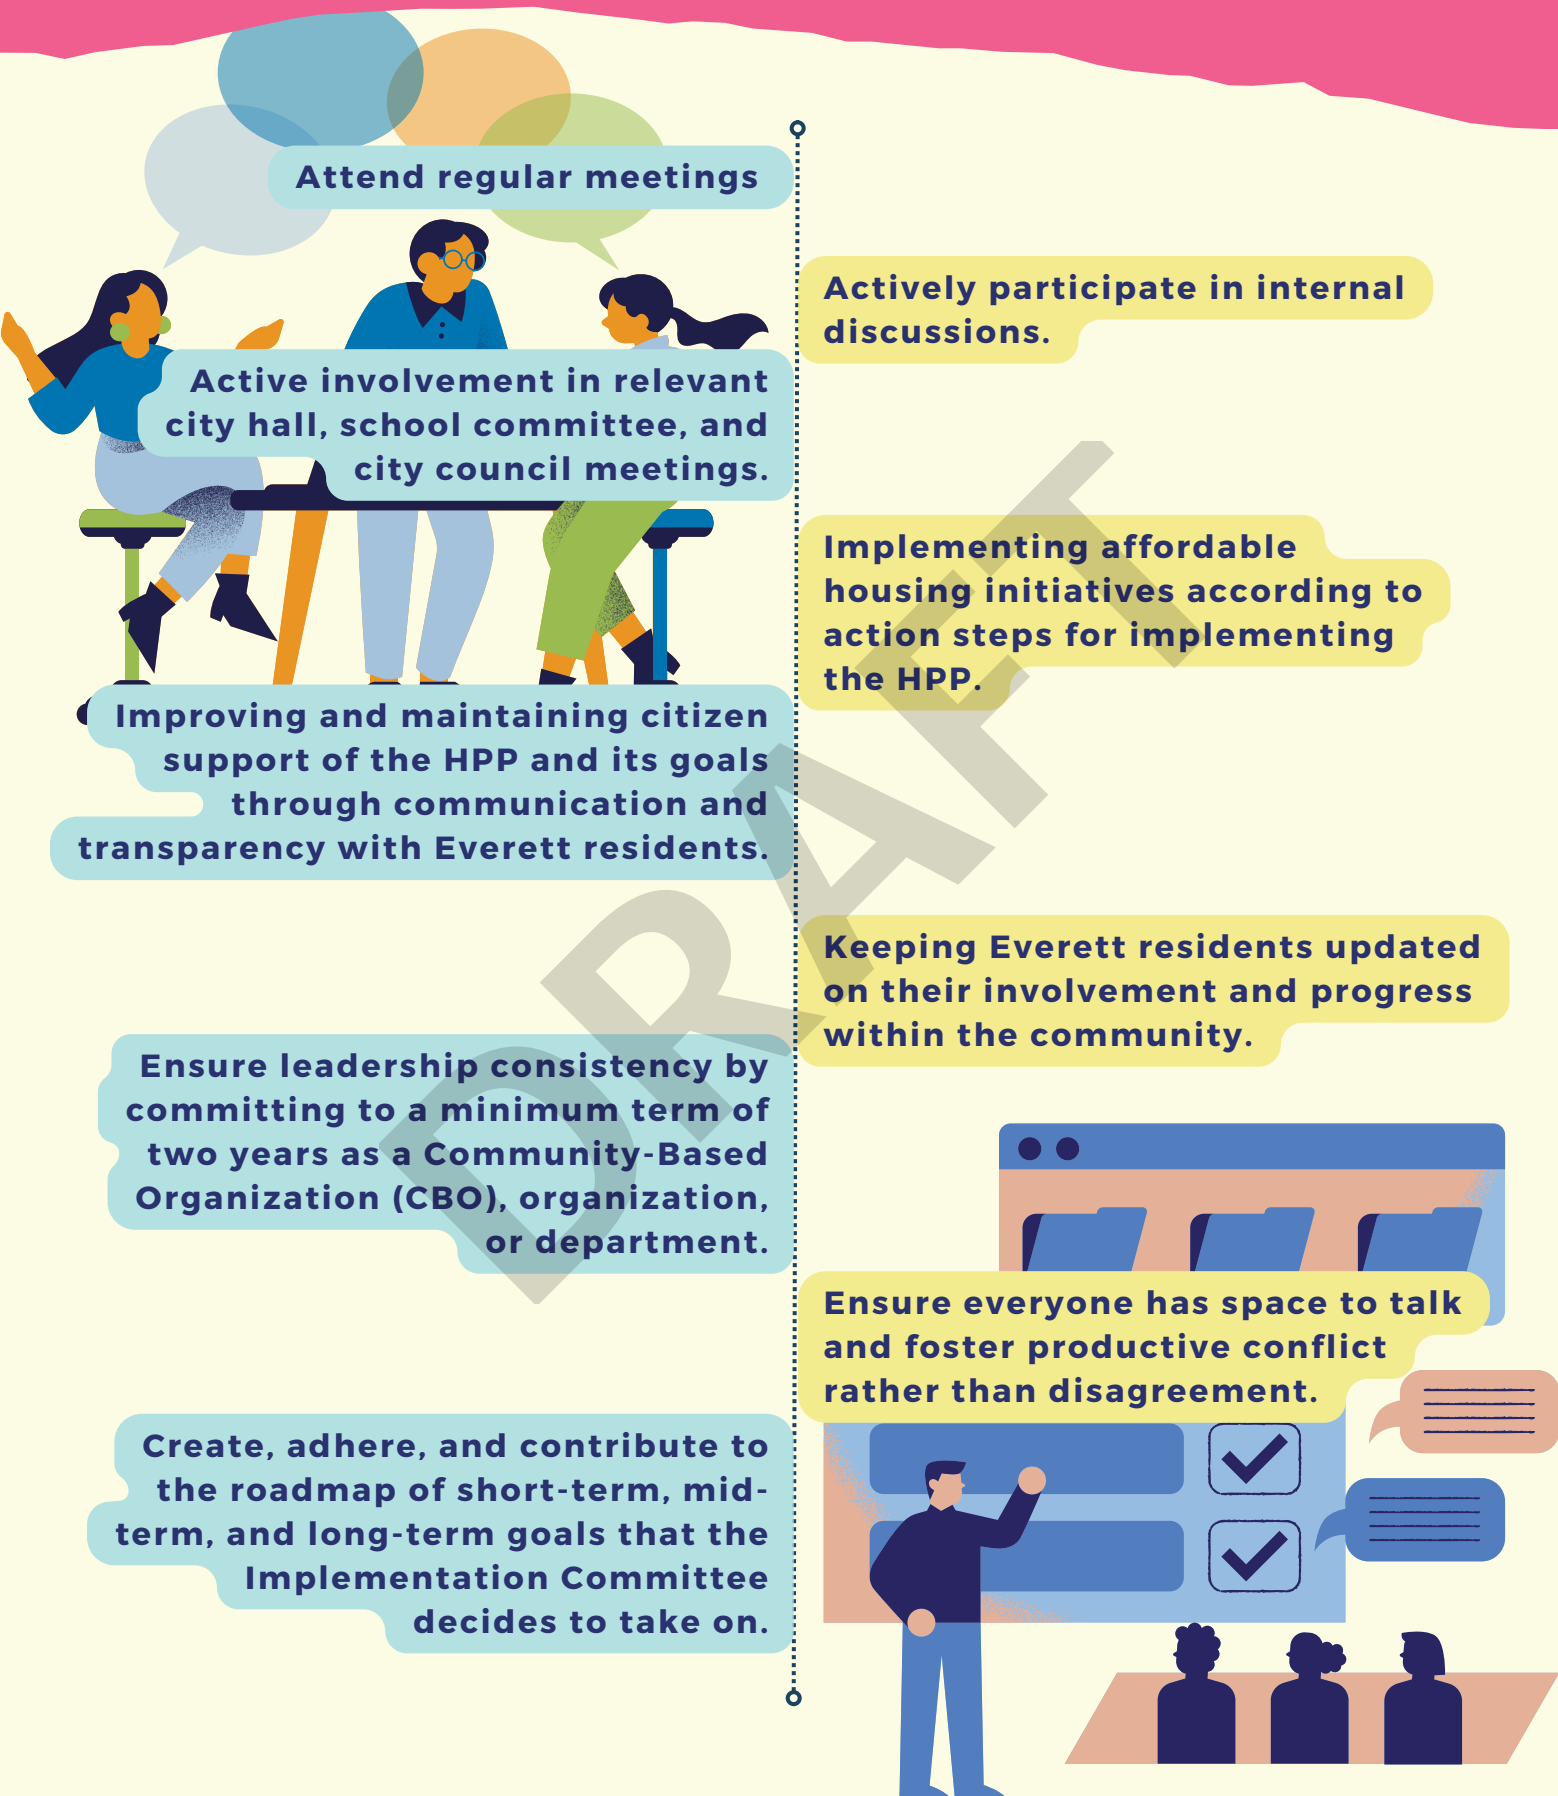 Attend regular meetings
Actively participate in internal
discussions.
Active involvement in relevant
city hall, school committee, and
city council meetings.
Implementing affordable
housing initiatives according to
action steps for implementing
the HPP.
Improving and maintaining citizen
support of the HPP and its goals
through communication and
transparency with Everett residents.
Keeping Everett residents updated
on their involvement and progress
within the community.
Ensure leadership consistency by
committing to a minimum term of
two years as a Community-Based
Organization (CBO), organization,
or department.
Ensure everyone has space to talk
and foster productive conflict
rather than disagreement.
Create, adhere, and contribute to
the roadmap of short-term, mid-
term, and long-term goals that the
Implementation Committee
decides to take on.
DRAFT